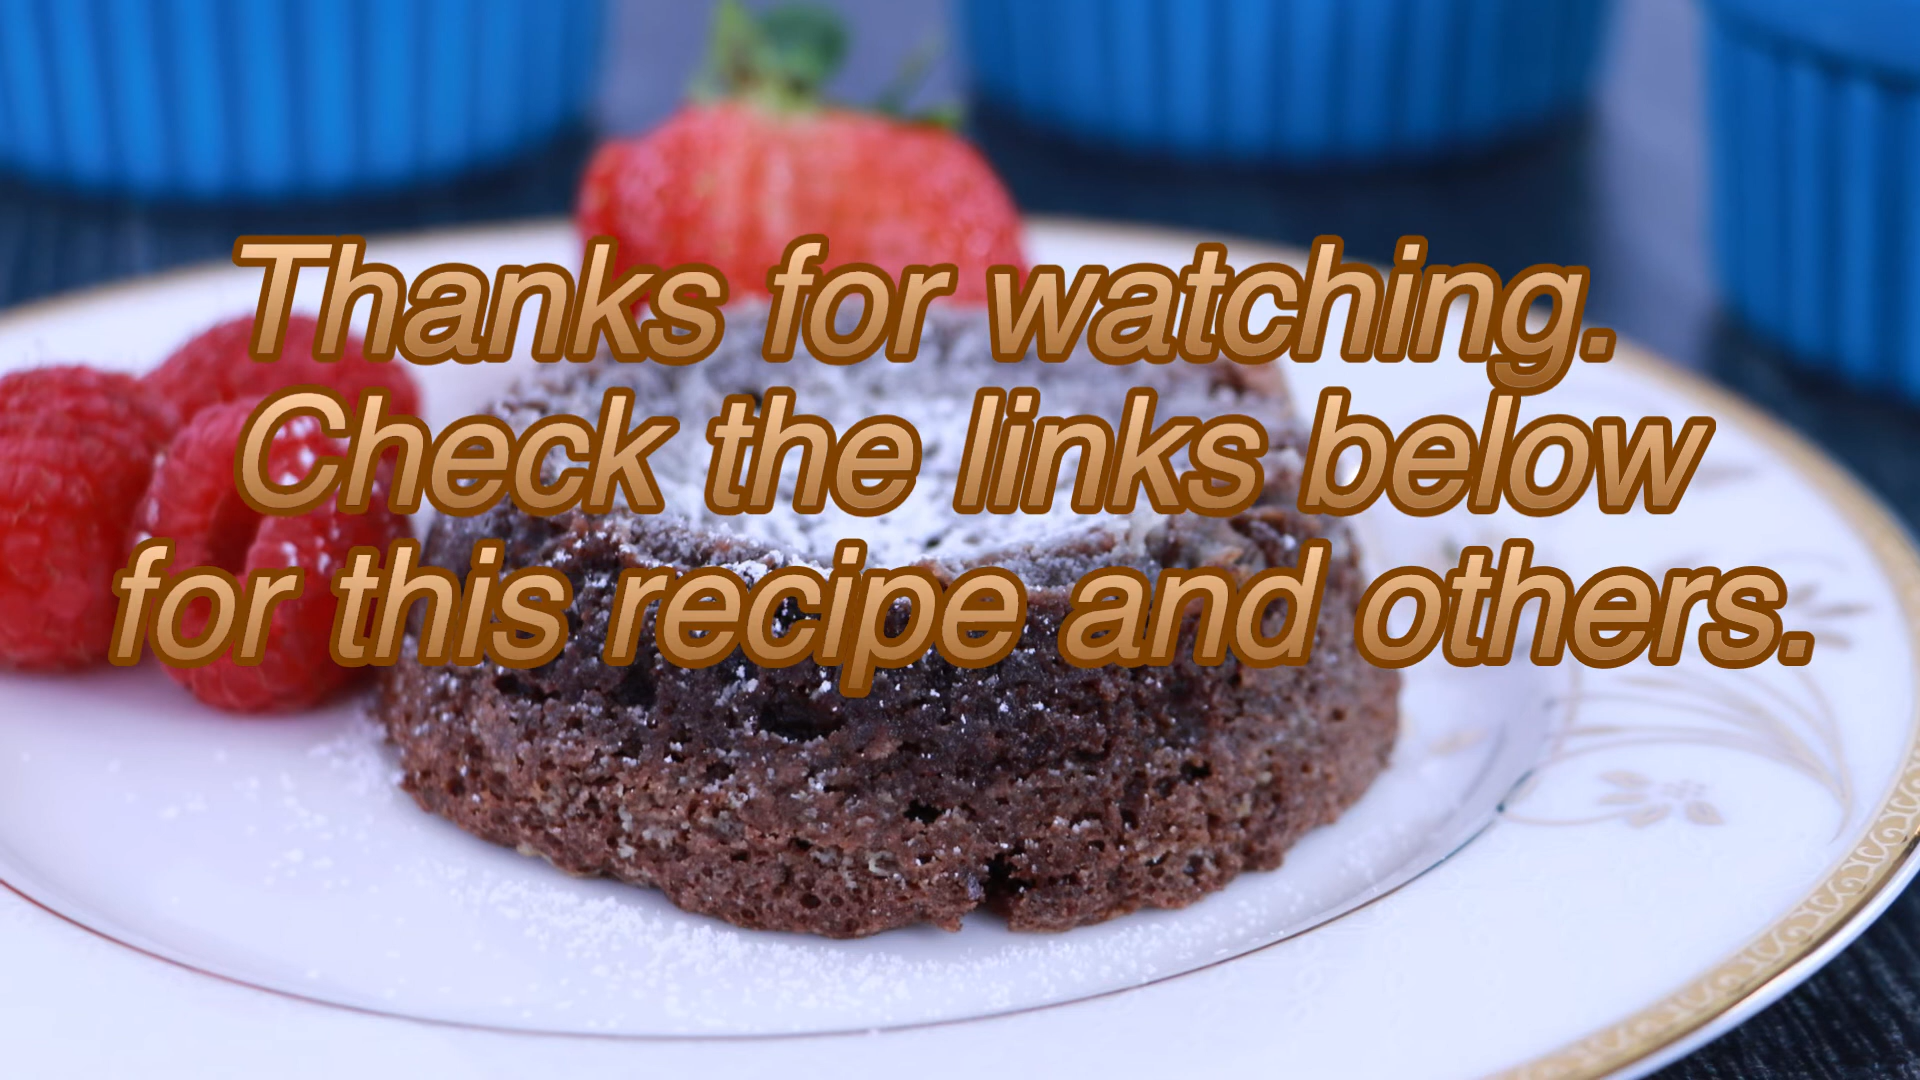 Thanks for watching.
Check the links below
for this recipe and others.